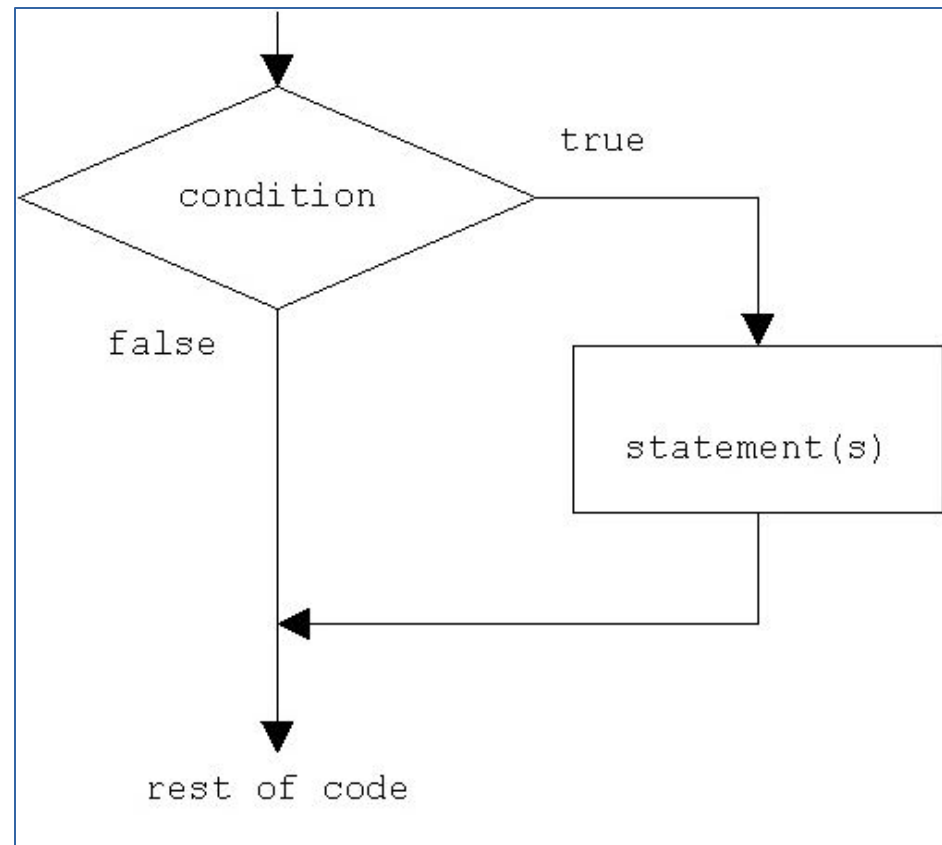 true
condition
false
statement(s)
rest of code